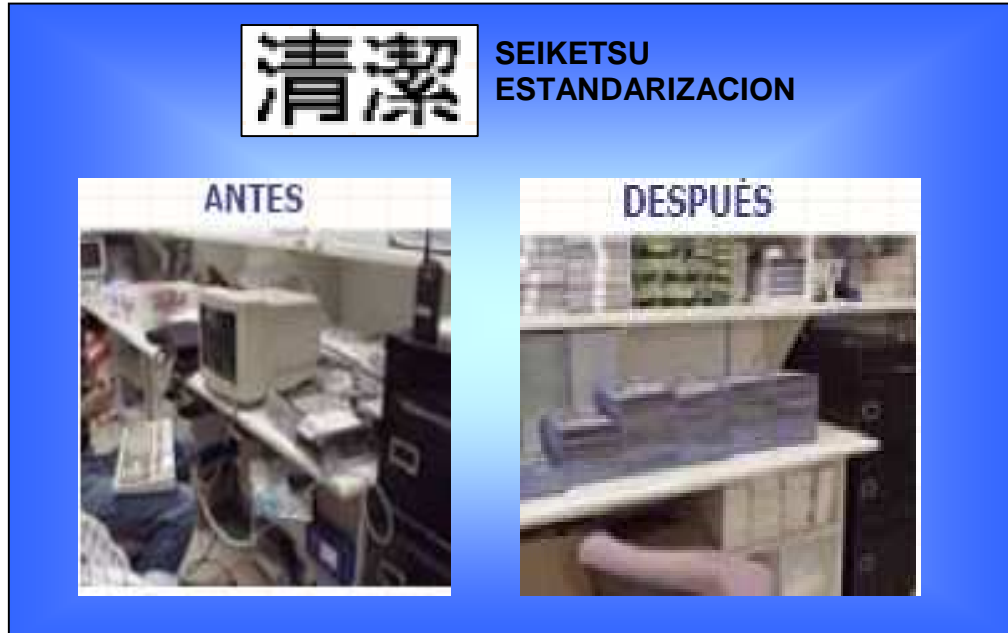 清潔
SEIKETSU
ESTANDARIZACION
ANTES
DESPUÉS